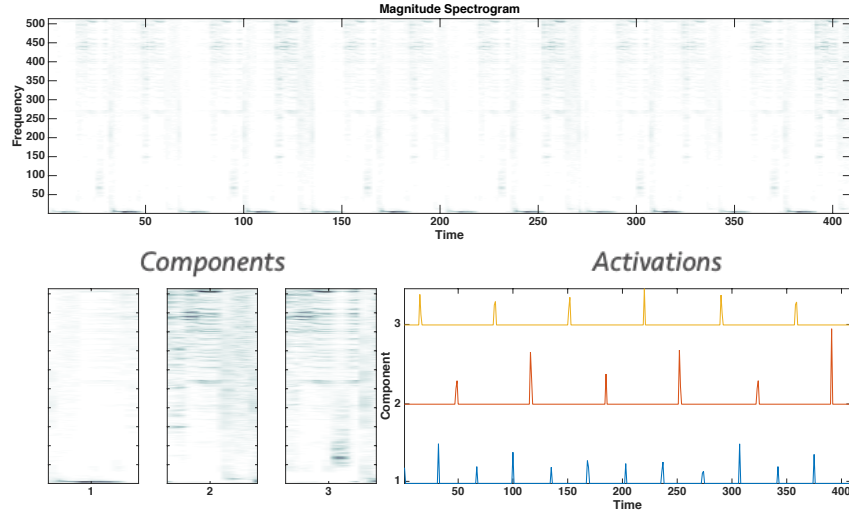 Magnitude Spectrogram
Frequency
500
450
400
350
300
250
200
150
100
50
50 100 150 200 250 300 350 400
Time
Components
Activations
1 2 3
Component
3
2
1
50 100 150 200 250 300 350 400
Time